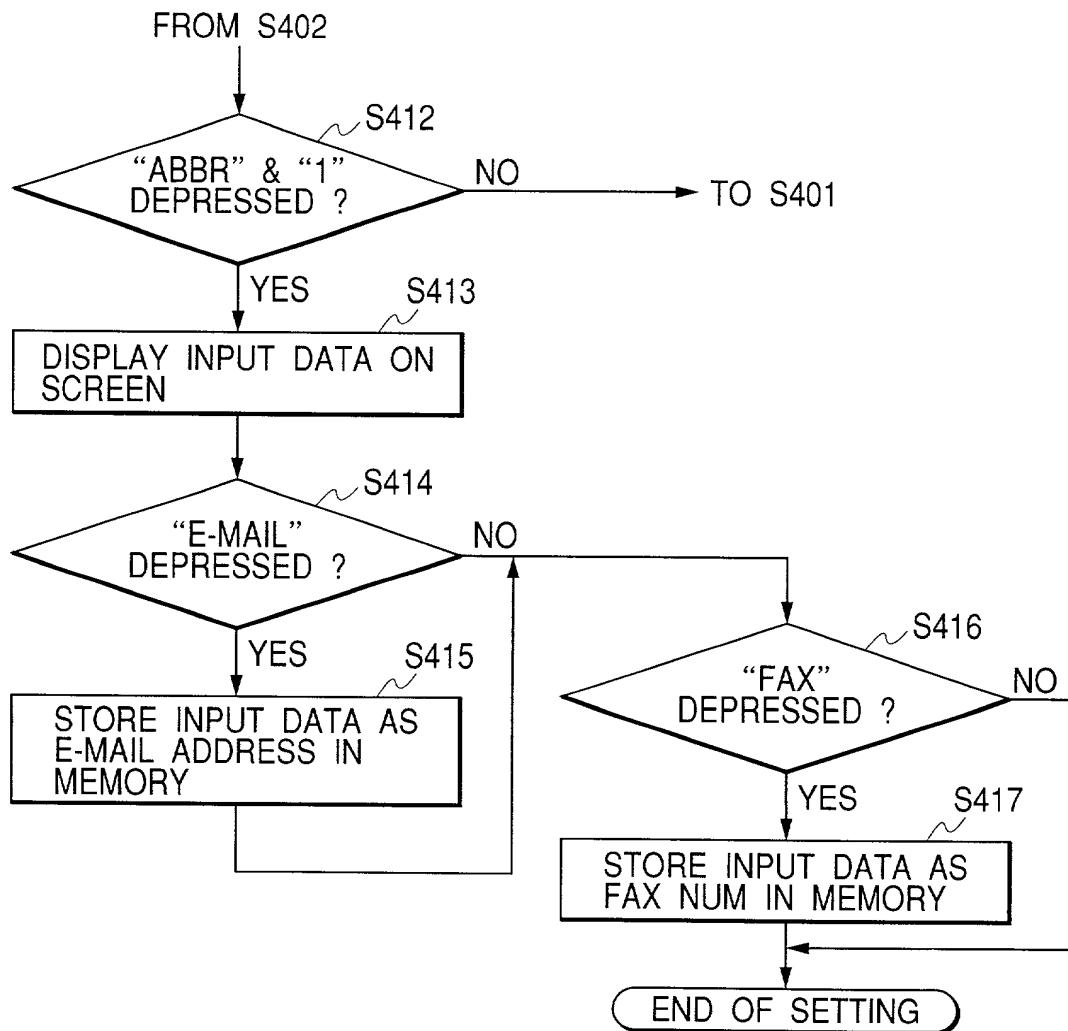 FROM S402
S412
“ABBR” & “1”
DEPRESSED ?
NO
TO S401
YES
S413
DISPLAY INPUT DATA ON
SCREEN
S414
“E-MAIL”
DEPRESSED ?
NO
YES
S415
STORE INPUT DATA AS
E-MAIL ADDRESS IN
MEMORY
S416
“FAX”
DEPRESSED ?
NO
YES
S417
STORE INPUT DATA AS
FAX NUM IN MEMORY
END OF SETTING